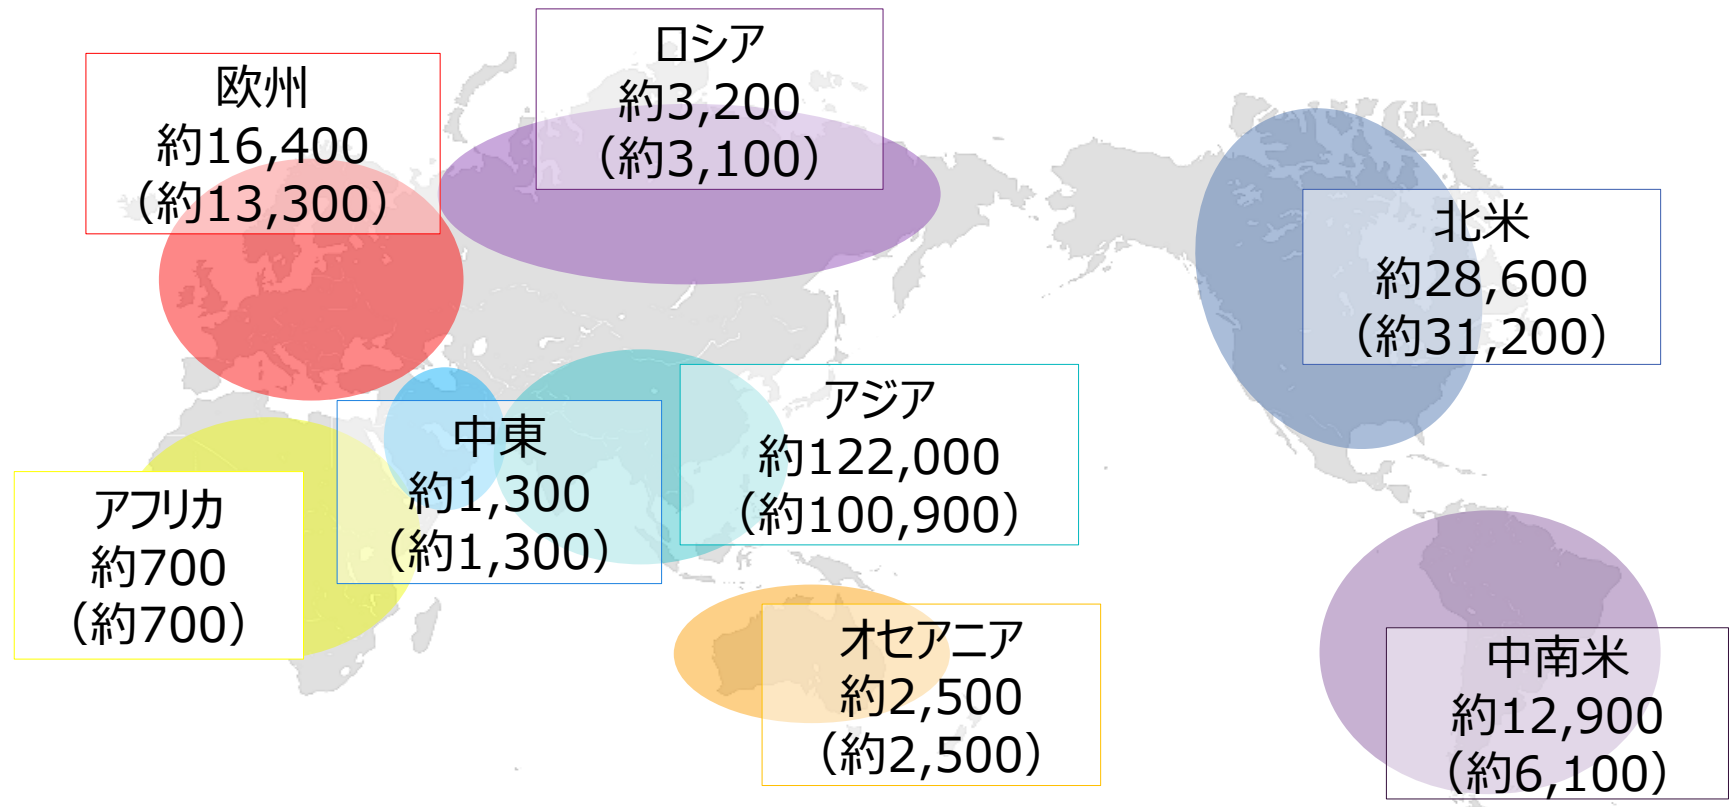 ロシア
約3,200
（約3,100）
欧州
約16,400
（約13,300）
北米
約28,600
（約31,200）
アジア
約122,000
（約100,900）
中東
約1,300
（約1,300）
アフリカ
約700
（約700）
オセアニア
約2,500
（約2,500）
中南米
約12,900
（約6,100）